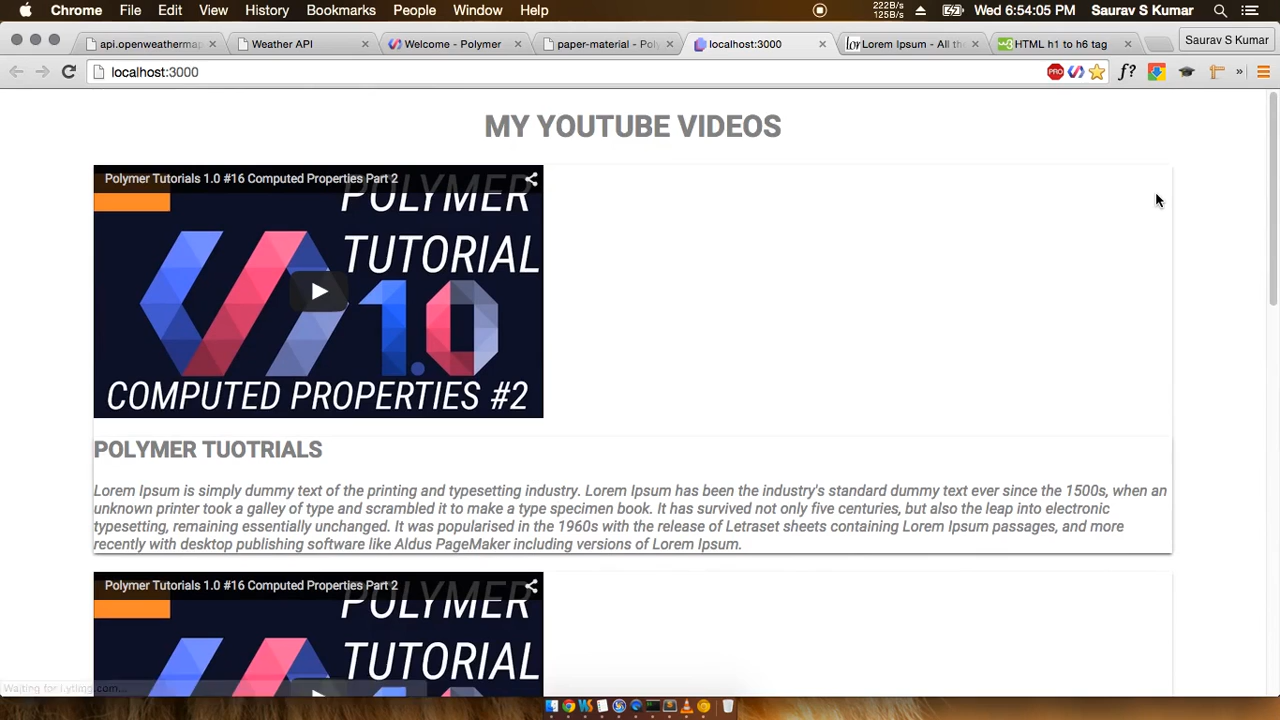 Chrome File Edit View History Bookmarks People Window Help 222B/s 125B/s Wed 6:54:05 PM Saurav S Kumar
api.openweathermap Weather API Welcome - Polymer paper-material - Pol localhost:3000 Lorem Ipsum - All th HTML h1 to h6 tag Saurav S Kumar
localhost:3000 PRO f?  »
MY YOUTUBE VIDEOS
Polymer Tutorials 1.0 #16 Computed Properties Part 2
POLYMER
TUTORIAL
1.0
COMPUTED PROPERTIES #2
POLYMER TUOTRIALS
Lorem Ipsum is simply dummy text of the printing and typesetting industry. Lorem Ipsum has been the industry's standard dummy text ever since the 1500s, when an
unknown printer took a galley of type and scrambled it to make a type specimen book. It has survived not only five centuries, but also the leap into electronic
typesetting, remaining essentially unchanged. It was popularised in the 1960s with the release of Letraset sheets containing Lorem Ipsum passages, and more
recently with desktop publishing software like Aldus PageMaker including versions of Lorem Ipsum.
Polymer Tutorials 1.0 #16 Computed Properties Part 2
POLYMER
TUTORIAL
Waiting for i.ytimg.com...